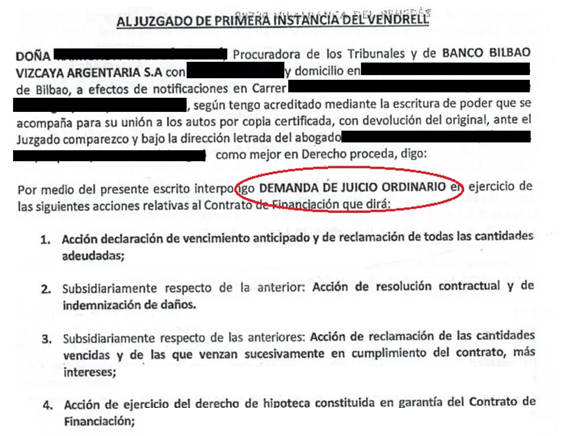 AL JUZGADO DE PRIMERA INSTANCIA DEL VENDRELL
DOÑA Procuradora de los Tribunales y de BANCO BILBAO
VIZCAYA ARGENTARIA S.A con y domicilio en
de Bilbao, a efectos de notificaciones en Carrer
, según tengo acreditado mediante la escritura de poder que se
acompaña para su unión a los autos por copia certificada, con devolución del original, ante el
Juzgado comparezco y bajo la dirección letrada del abogado
como mejor en Derecho proceda, digo:
Por medio del presente escrito interpongo DEMANDA DE JUICIO ORDINARIO en ejercicio de
las siguientes acciones relativas al Contrato de Financiación que dirá:
1. Acción declaración de vencimiento anticipado y de reclamación de todas las cantidades
adeudadas;
2. Subsidiariamente respecto de la anterior: Acción de resolución contractual y de
indemnización de daños.
3. Subsidiariamente respecto de las anteriores: Acción de reclamación de las cantidades
vencidas y de las que venzan sucesivamente en cumplimiento del contrato, más
intereses;
4. Acción de ejercicio del derecho de hipoteca constituida en garantía del Contrato de
Financiación;